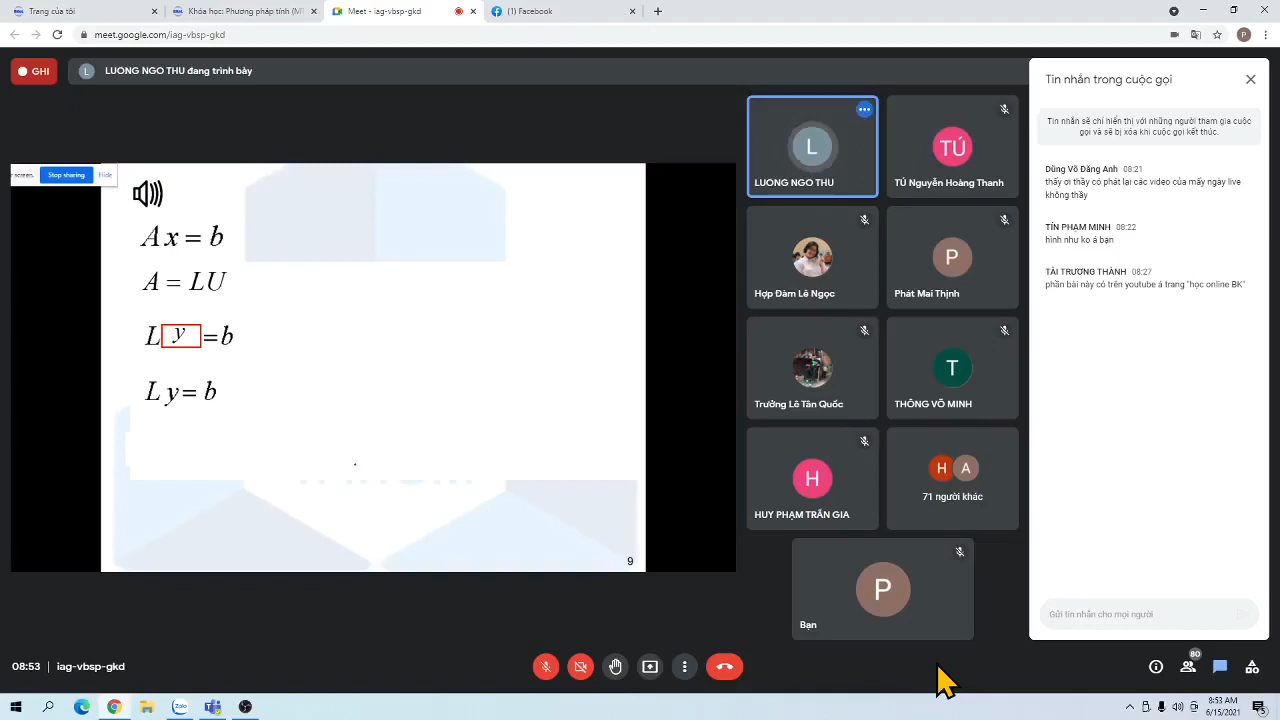 Trang của tôi
Khóa học: Phương pháp tính (MT
Meet - iag-vbsp-gkd
(1) Facebook
meet.google.com/iag-vbsp-gkd
P
GHI
L
LUONG NGO THU đang trình bày
r screen.
Stop sharing
Hide
Ax = b
A = LU
L y = b
Ly = b
9
L
LUONG NGO THU
TÚ
TÚ Nguyễn Hoàng Thanh
Hợp Đàm Lê Ngọc
P
Phát Mai Thịnh
Trường Lê Tân Quốc
T
THÔNG VÕ MINH
H
HUY PHẠM TRẦN GIA
H A
71 người khác
P
Bạn
Tin nhắn trong cuộc gọi
Tin nhắn sẽ chỉ hiển thị với những người tham gia cuộc
gọi và sẽ bị xóa khi cuộc gọi kết thúc.
Dũng Võ Đăng Anh 08:21
thầy ơi thầy có phát lại các video của mấy ngày live
không thầy
TÍN PHẠM MINH 08:22
hình như ko á bạn
TÀI TRƯƠNG THÀNH 08:27
phần bài này có trên youtube á trang "học online BK"
Gửi tin nhắn cho mọi người
08:53
iag-vbsp-gkd
80
8:53 AM
6/15/2021
5